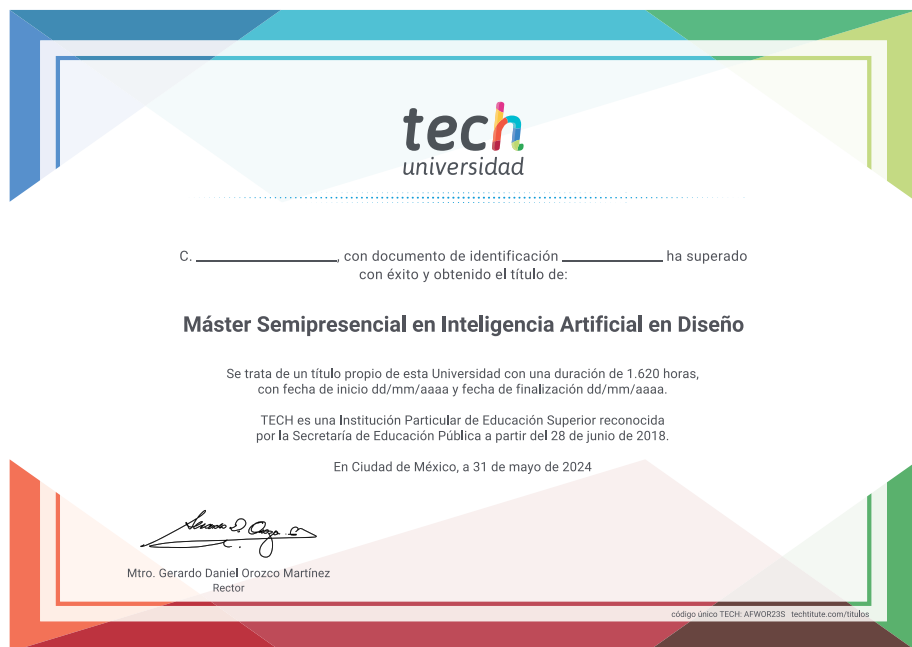 tech
universidad
C. ____________________, con documento de identificación ______________ ha superado
con éxito y obtenido el título de:
Máster Semipresencial en Inteligencia Artificial en Diseño
Se trata de un título propio de esta Universidad con una duración de 1.620 horas,
con fecha de inicio dd/mm/aaaa y fecha de finalización dd/mm/aaaa.
TECH es una Institución Particular de Educación Superior reconocida
por la Secretaría de Educación Pública a partir del 28 de junio de 2018.
En Ciudad de México, a 31 de mayo de 2024
Mtro. Gerardo Daniel Orozco Martínez
Rector
código único TECH: AFWOR23S techtitute.com/titulos